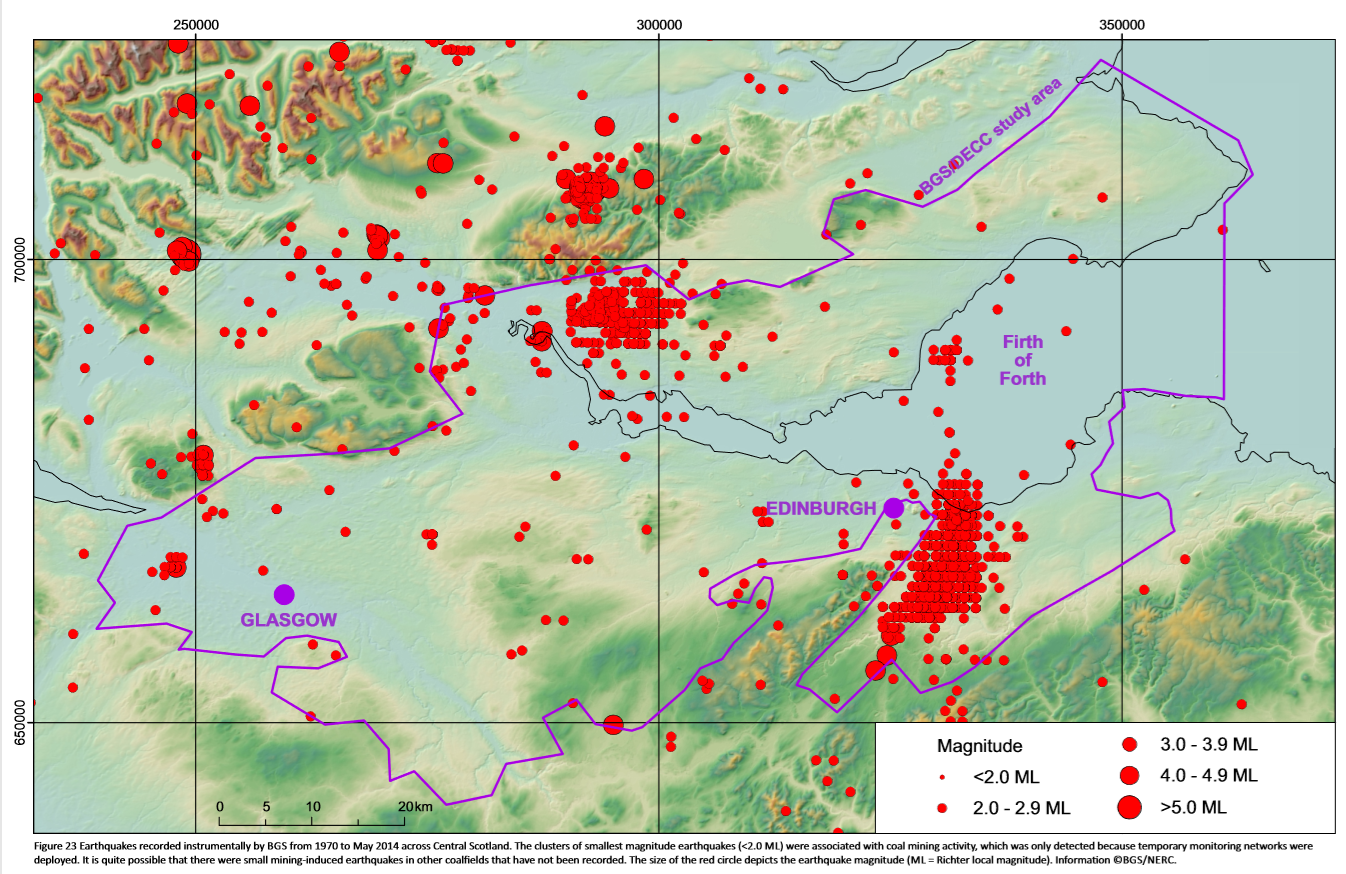 250000
300000
350000
BGS/DECC study area
700000
Firth
of
Forth
EDINBURGH
GLASGOW
650000
0 5 10 20km
Magnitude
<2.0 ML
2.0 - 2.9 ML
3.0 - 3.9 ML
4.0 - 4.9 ML
>5.0 ML
Figure 23 Earthquakes recorded instrumentally by BGS from 1970 to May 2014 across Central Scotland. The clusters of smallest magnitude earthquakes (<2.0 ML) were associated with coal mining activity, which was only detected because temporary monitoring networks were
deployed. It is quite possible that there were small mining-induced earthquakes in other coalfields that have not been recorded. The size of the red circle depicts the earthquake magnitude (ML = Richter local magnitude). Information ©BGS/NERC.